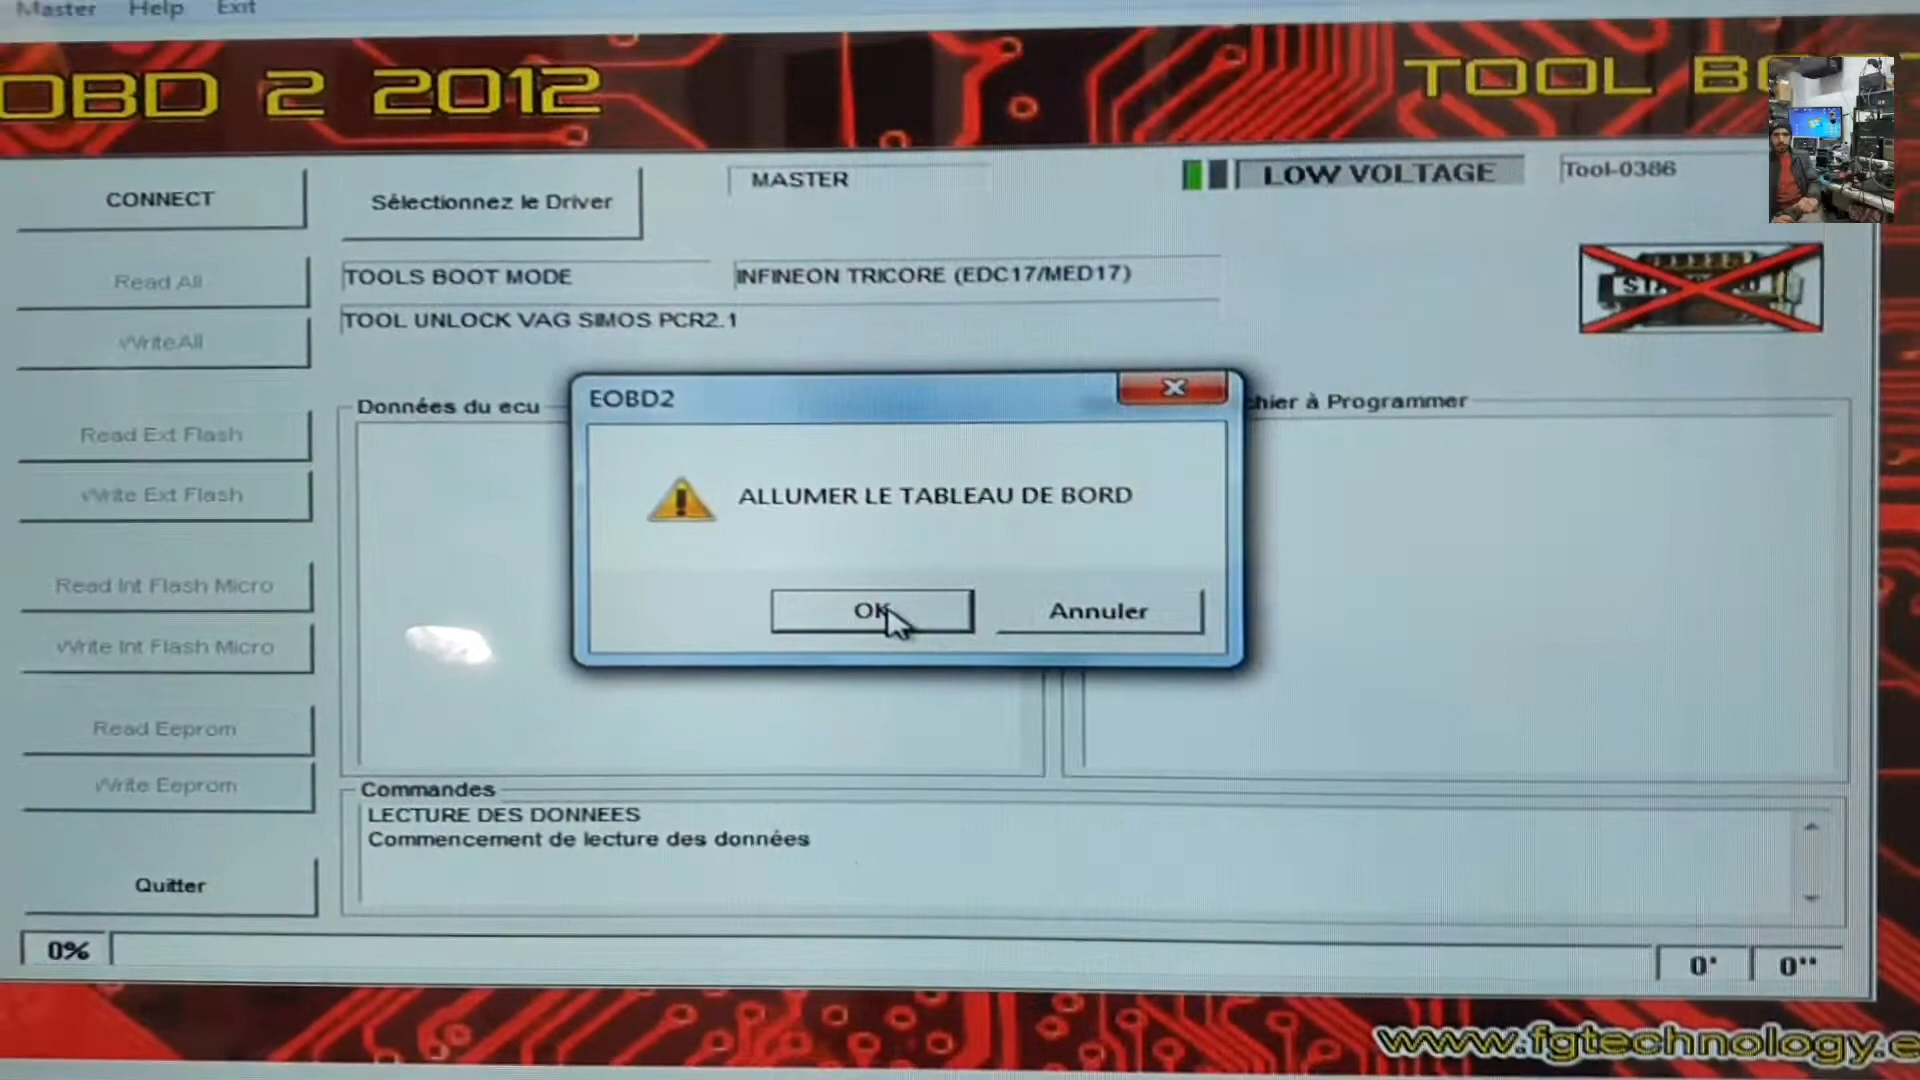 Master Help Exit
OBD 2 2012
TOOL
CONNECT
Sélectionnez le Driver
MASTER
LOW VOLTAGE
Tool-0386
Read All
TOOLS BOOT MODE
INFINEON TRICORE (EDC17/MED17)
Write All
TOOL UNLOCK VAG SIMOS PCR2.1
EOBD2
Données du ecu
hier à Programmer
Read Ext Flash
Write Ext Flash
ALLUMER LE TABLEAU DE BORD
OK
Annuler
Read Int Flash Micro
Write Int Flash Micro
Read Eeprom
Write Eeprom
Commandes
LECTURE DES DONNEES
Commencement de lecture des données
Quitter
0%
0'
0''
www.fgtechnology.e